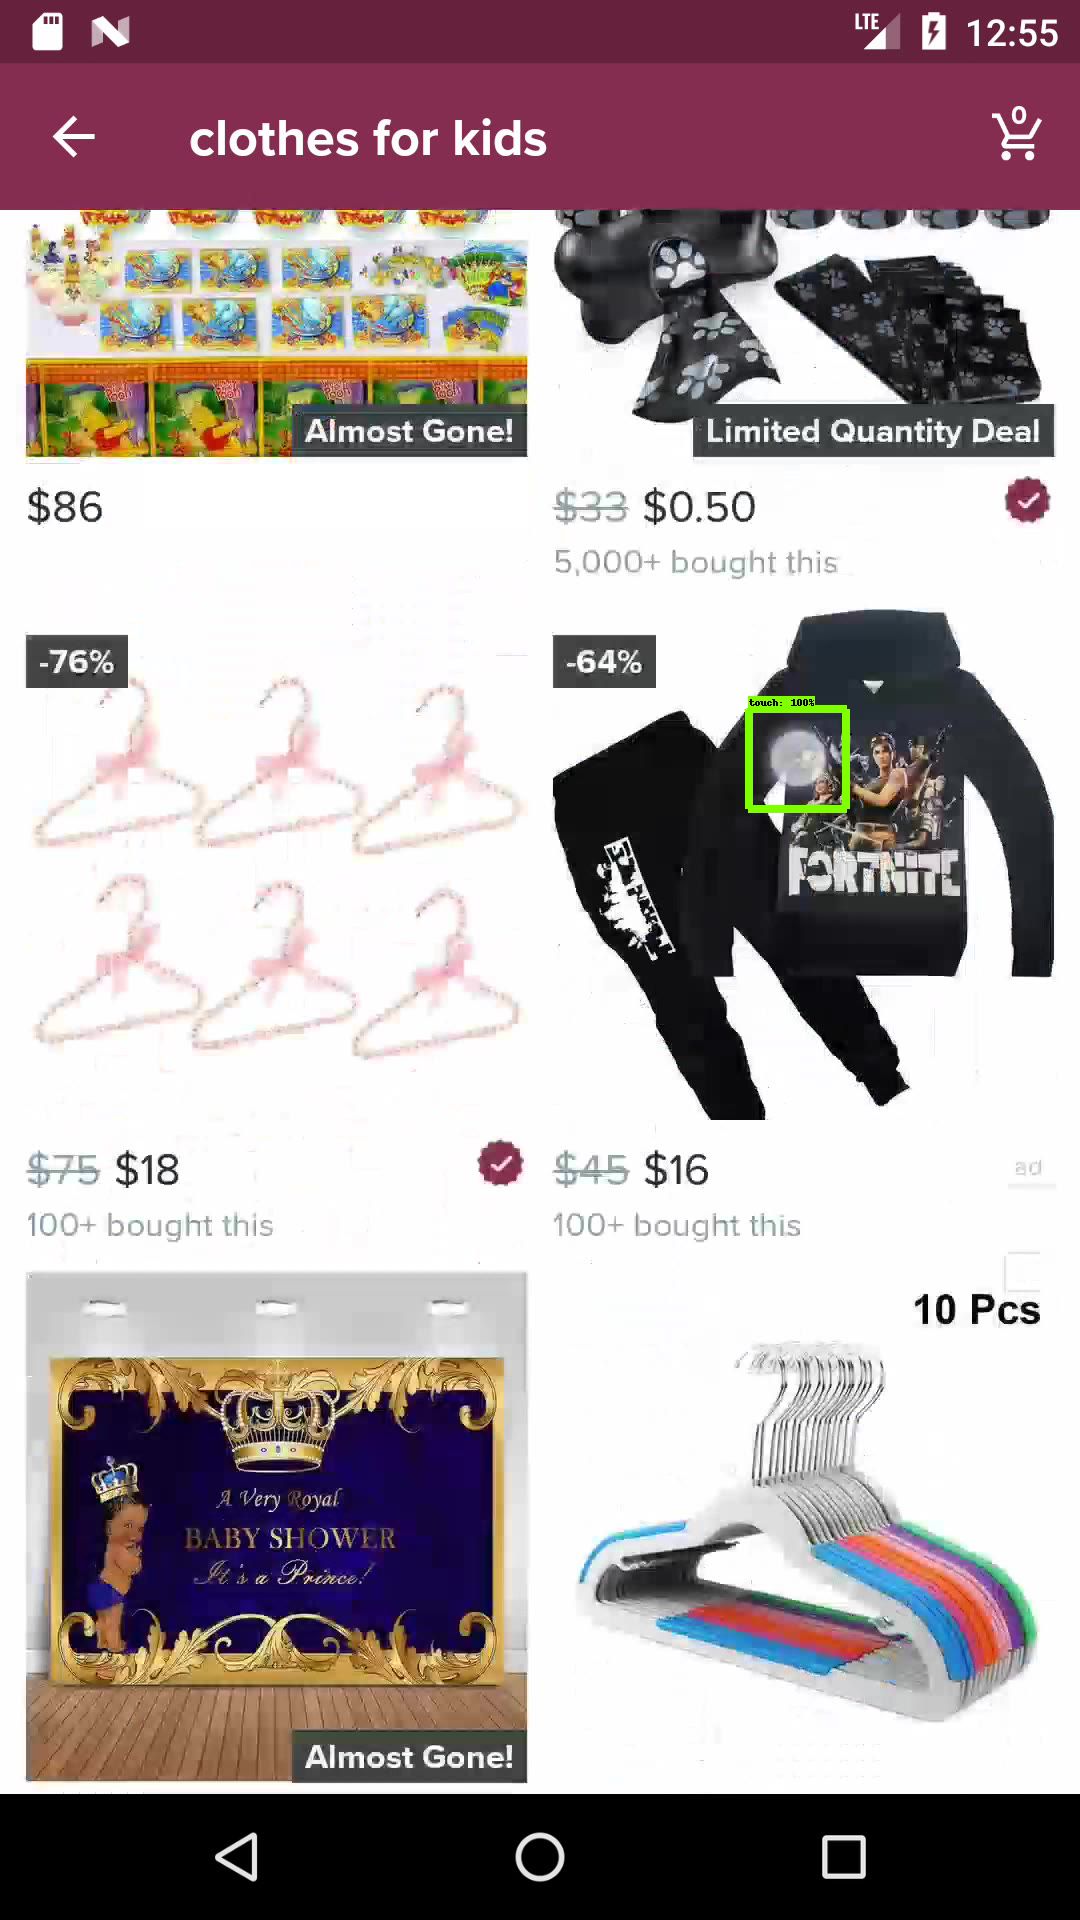 LTE 12:55
clothes for kids
0
Almost Gone!
Limited Quantity Deal
$86
$33 $0.50
5,000+ bought this
-76%
-64%
touch: 100%
FORTNITE
$75 $18
100+ bought this
$45 $16
ad
100+ bought this
10 Pcs
A Very Royal
BABY SHOWER
It's a Prince!
Almost Gone!